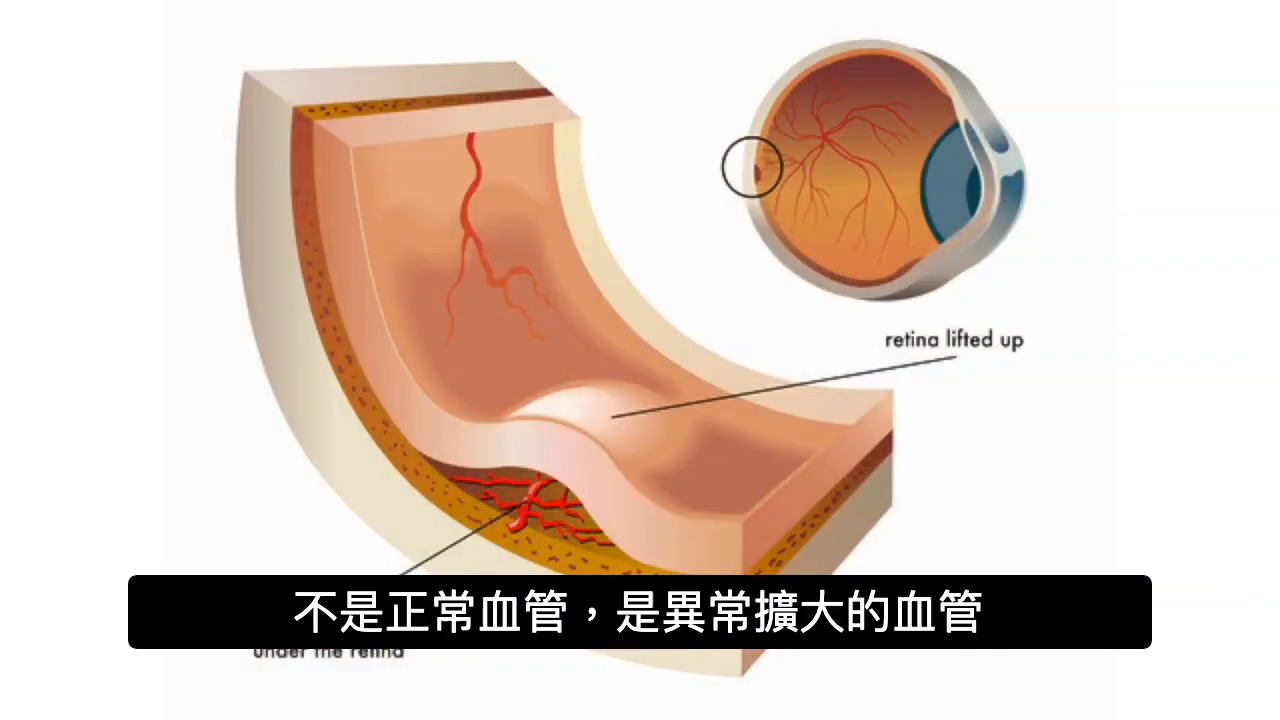 retina lifted up
不是正常血管，是異常擴大的血管
under the retina